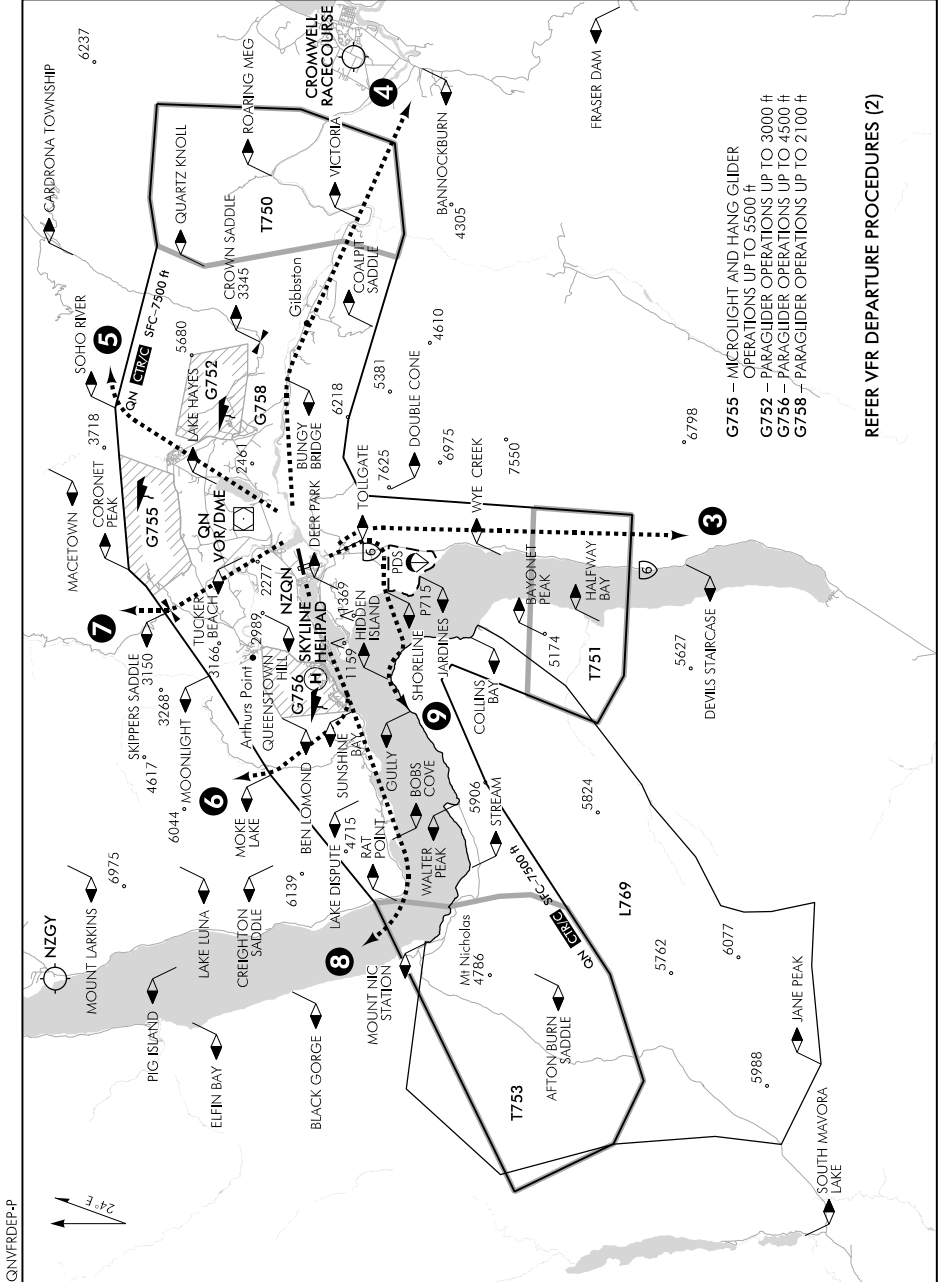 QNVFRDEP-P
24° E
NZGY
MOUNT LARKINS
6975
PIG ISLAND
LAKE LUNA
ELFIN BAY
CREIGHTON
SADDLE
6139
BLACK GORGE
MOUNT NIC
STATION
LAKE DISPUTE
4715
RAT
POINT
8
BEN LOMOND
MOKE
LAKE
6
6044
MOONLIGHT
4617
3268
SKIPPERS SADDLE
3150
3166
TUCKER
BEACH
7
MACETOWN
CORONET
PEAK
3718
SOHO RIVER
5
CARDRONA TOWNSHIP
6237
QN CTR/C SFC–7500 ft
5680
G755
G752
LAKE HAYES
2461
G758
QN
VOR/DME
CROWN SADDLE
3345
QUARTZ KNOLL
T750
ROARING MEG
VICTORIA
CROMWELL
RACECOURSE
4
BANNOCKBURN
4305
FRASER DAM
Gibbston
COALPIT
SADDLE
BUNGY
BRIDGE
6218
5381
4610
DOUBLE CONE
7625
6975
7550
6798
TOLLGATE
DEER PARK
NZQN
2277
2989
Arthurs Point
QUEENSTOWN
HILL
G756
SKYLINE
HELIPAD
H
1369
1159
HIDDEN
ISLAND
6
PDS
P715
WYE CREEK
SHORELINE
JARDINES
SUNSHINE
BAY
GULLY
BOBS
COVE
WALTER
PEAK
9
COLLINS
BAY
5906
STREAM
BAYONET
PEAK
5174
HALFWAY
BAY
T751
6
3
5627
DEVILS STAIRCASE
5824
Mt Nicholas
4786
QN CTR/C SFC–7500 ft
L769
AFTON BURN
SADDLE
T753
5762
6077
JANE PEAK
5988
SOUTH MAVORA
LAKE
G755 – MICROLIGHT AND HANG GLIDER
OPERATIONS UP TO 5500 ft
G752 – PARAGLIDER OPERATIONS UP TO 3000 ft
G756 – PARAGLIDER OPERATIONS UP TO 4500 ft
G758 – PARAGLIDER OPERATIONS UP TO 2100 ft
REFER VFR DEPARTURE PROCEDURES (2)